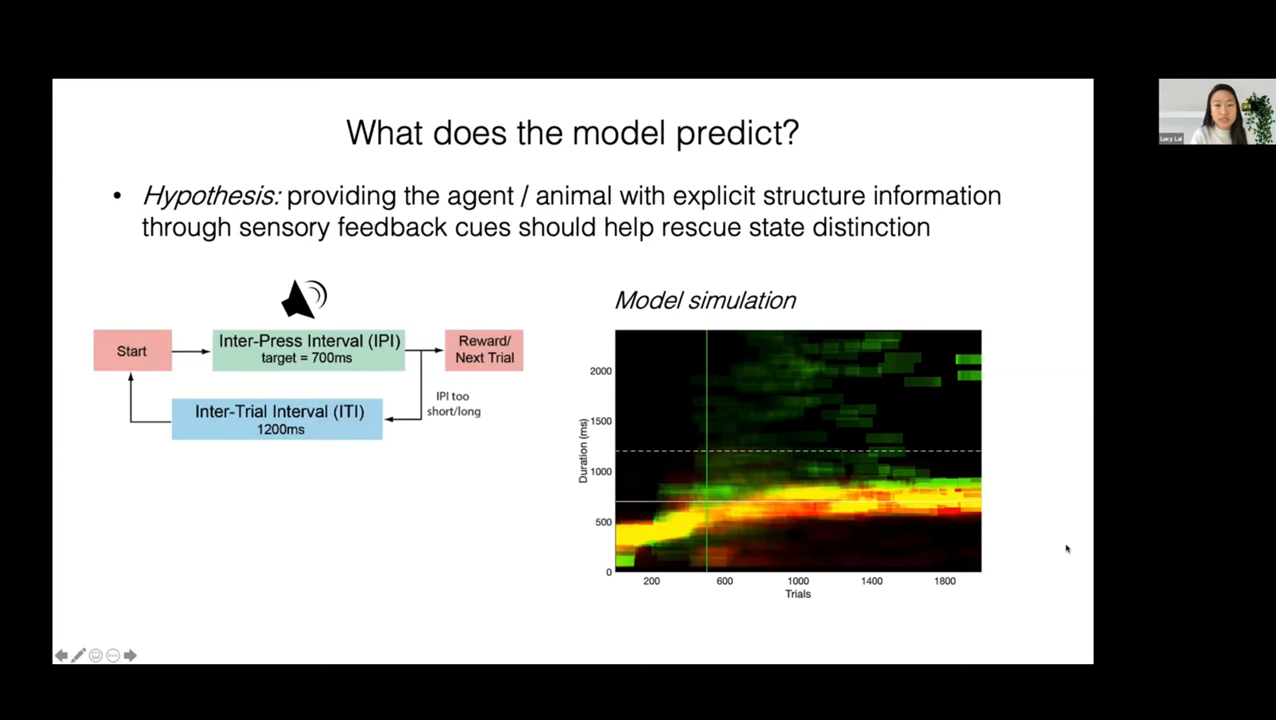 What does the model predict?
• Hypothesis: providing the agent / animal with explicit structure information
through sensory feedback cues should help rescue state distinction
Start
Inter-Press Interval (IPI)
target = 700ms
Reward/
Next Trial
IPI too
short/long
Inter-Trial Interval (ITI)
1200ms
Model simulation
Duration (ms)
2000
1500
1000
500
0
200
600
1000
1400
1800
Trials
Lucy Lai